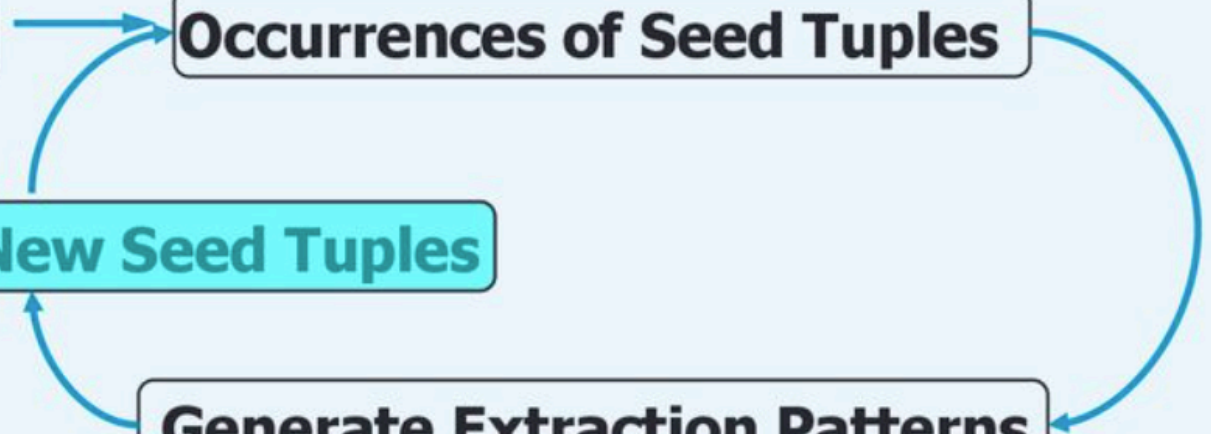 Occurrences of Seed Tuples
New Seed Tuples
Generate Extraction Patterns